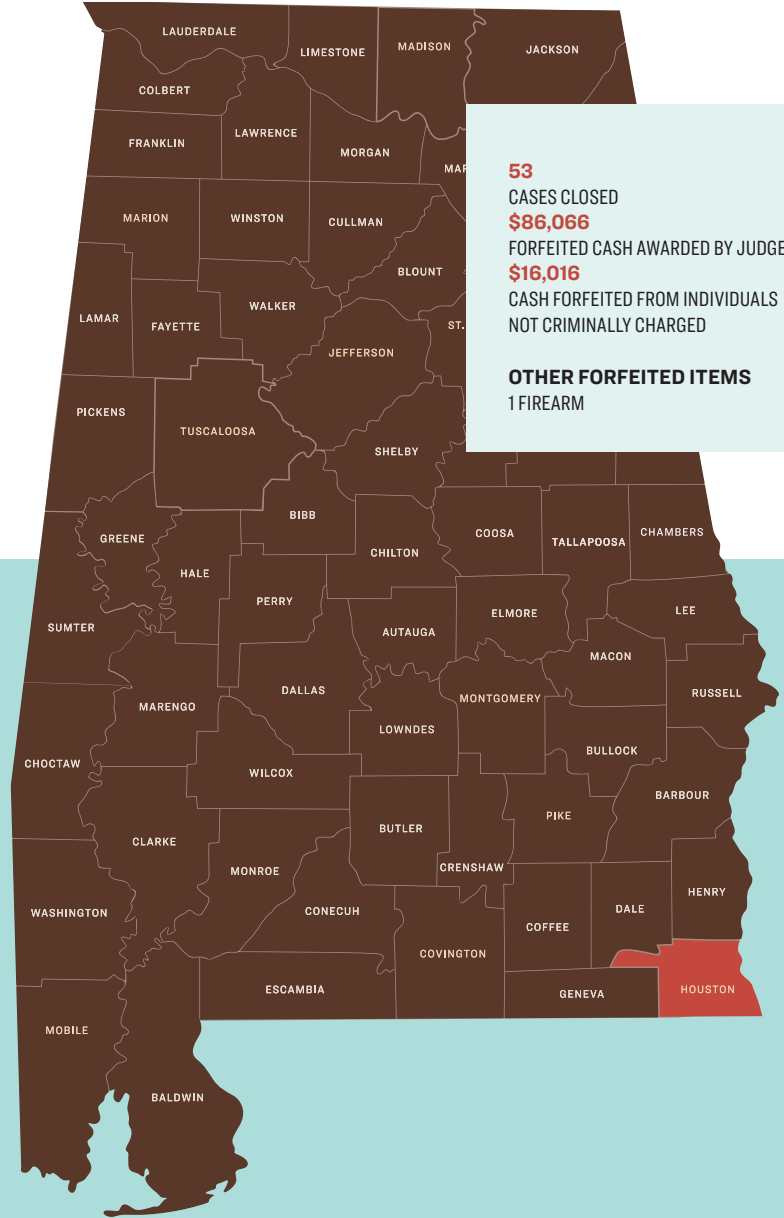 LAUDERDALE
LIMESTONE
MADISON
JACKSON
COLBERT
FRANKLIN
LAWRENCE
MORGAN
MAR
MARION
WINSTON
CULLMAN
BLOUNT
LAMAR
FAYETTE
WALKER
JEFFERSON
ST.
53
CASES CLOSED
$86,066
FORFEITED CASH AWARDED BY JUDGE
$16,016
CASH FORFEITED FROM INDIVIDUALS
NOT CRIMINALLY CHARGED
OTHER FORFEITED ITEMS
1 FIREARM
PICKENS
TUSCALOOSA
SHELBY
GREENE
HALE
BIBB
CHILTON
COOSA
TALLAPOOSA
CHAMBERS
SUMTER
PERRY
AUTAUGA
ELMORE
LEE
MACON
RUSSELL
MARENGO
DALLAS
LOWNDES
MONTGOMERY
BULLOCK
CHOCTAW
WILCOX
BUTLER
PIKE
BARBOUR
CLARKE
MONROE
CRENSHAW
WASHINGTON
CONECUH
COVINGTON
COFFEE
DALE
HENRY
ESCAMBIA
GENEVA
HOUSTON
MOBILE
BALDWIN